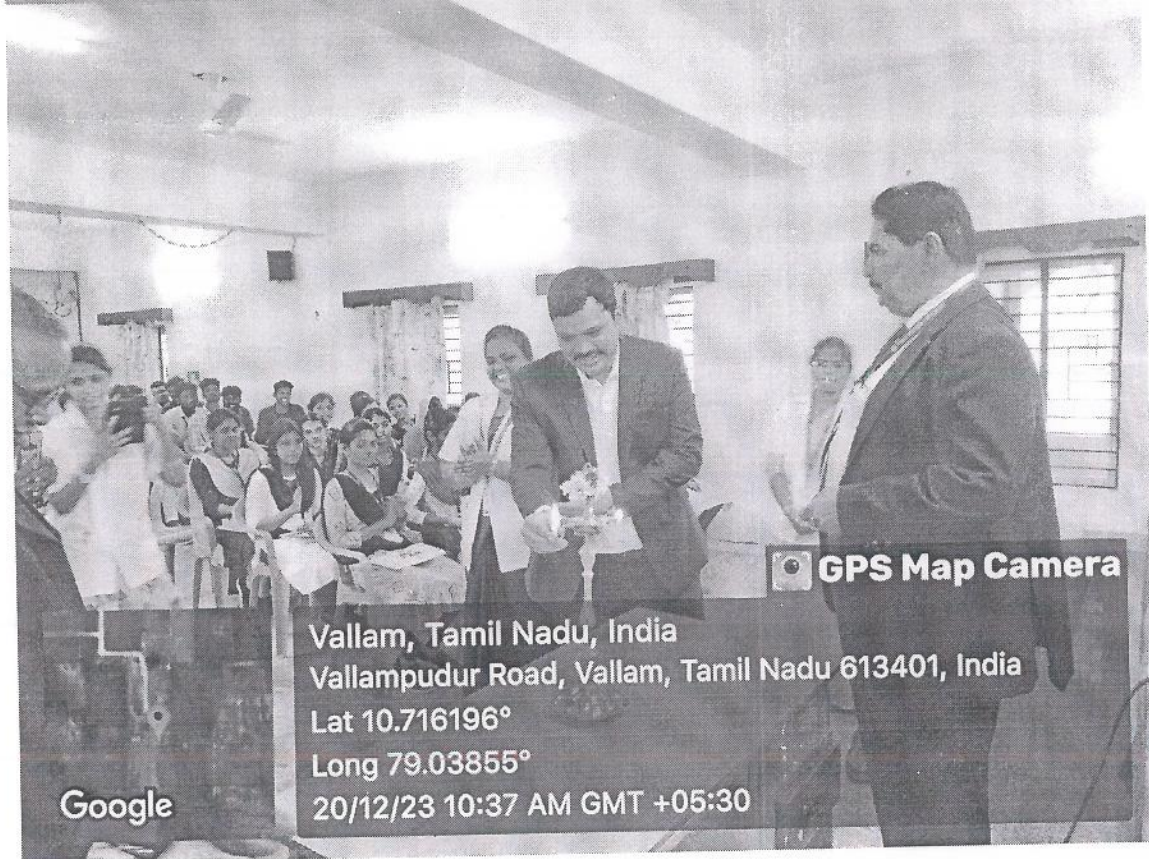 GPS Map Camera
Vallam, Tamil Nadu, India
Vallampudur Road, Vallam, Tamil Nadu 613401, India
Lat 10.716196°
Long 79.03855°
20/12/23 10:37 AM GMT +05:30
Google